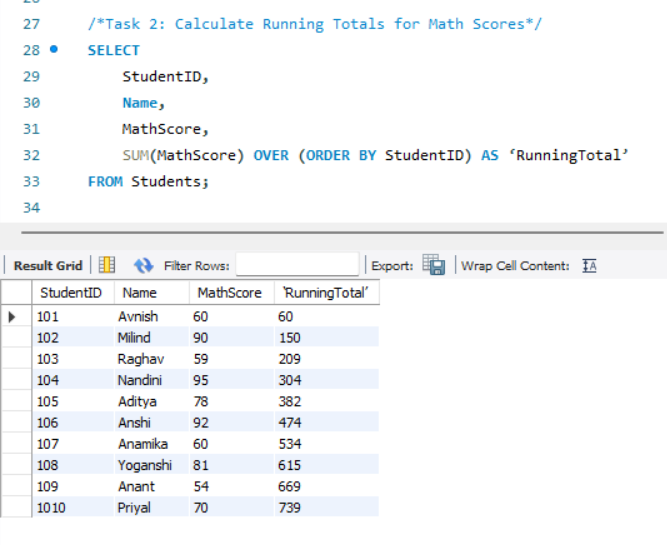 27 /*Task 2: Calculate Running Totals for Math Scores*/
28 SELECT
29 StudentID,
30 Name,
31 MathScore,
32 SUM(MathScore) OVER (ORDER BY StudentID) AS ‘RunningTotal’
33 FROM Students;
34
Result Grid Filter Rows: Export: Wrap Cell Content: IA
StudentID Name MathScore ‘RunningTotal’
101 Avnish 60 60
102 Milind 90 150
103 Raghav 59 209
104 Nandini 95 304
105 Aditya 78 382
106 Anshi 92 474
107 Anamika 60 534
108 Yoganshi 81 615
109 Anant 54 669
1010 Priyal 70 739